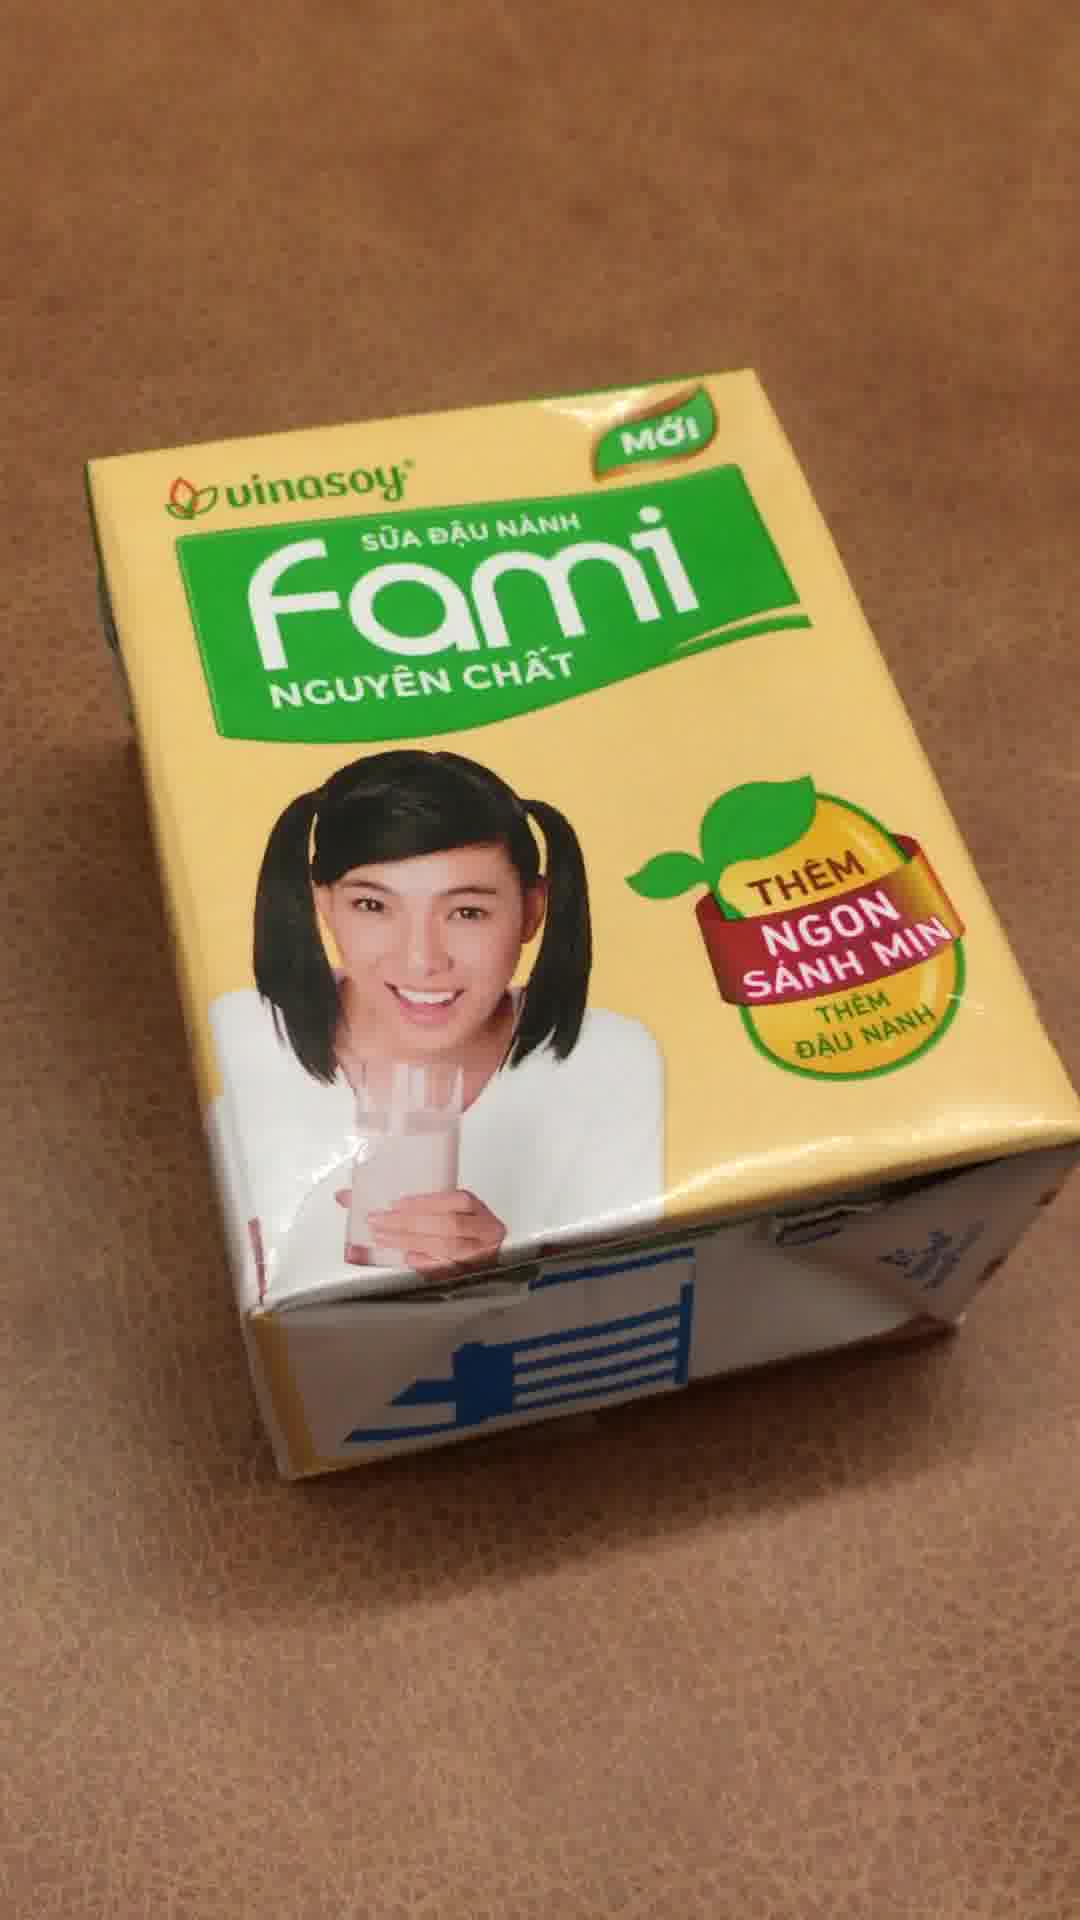 vinasoy
MỚI
SỮA ĐẬU NÀNH
fami
NGUYÊN CHẤT
THÊM
NGON
SÁNH MỊN
THÊM
ĐẬU NÀNH